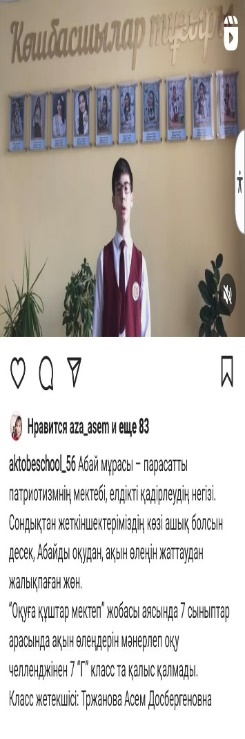 Көшбасшылар тұғыры
Нравится aza_asem и еще 83
aktobeschool_56 Абай мұрасы – парасатты
патриотизмнің мектебі, елдікті қадірлеудің негізі.
Сондықтан жеткіншектеріміздің көзі ашық болсын
десек, Абайды оқудан, ақын өлеңін жаттаудан
жалықпаған жөн.
"Оқуға құштар мектеп" жобасы аясында 7 сыныптар
арасында ақын өлеңдерін мәнерлеп оқу
челленджінен 7 "Г" класс та қалыс қалмады.
Класс жетекшісі: Тржанова Асем Досбергеновна